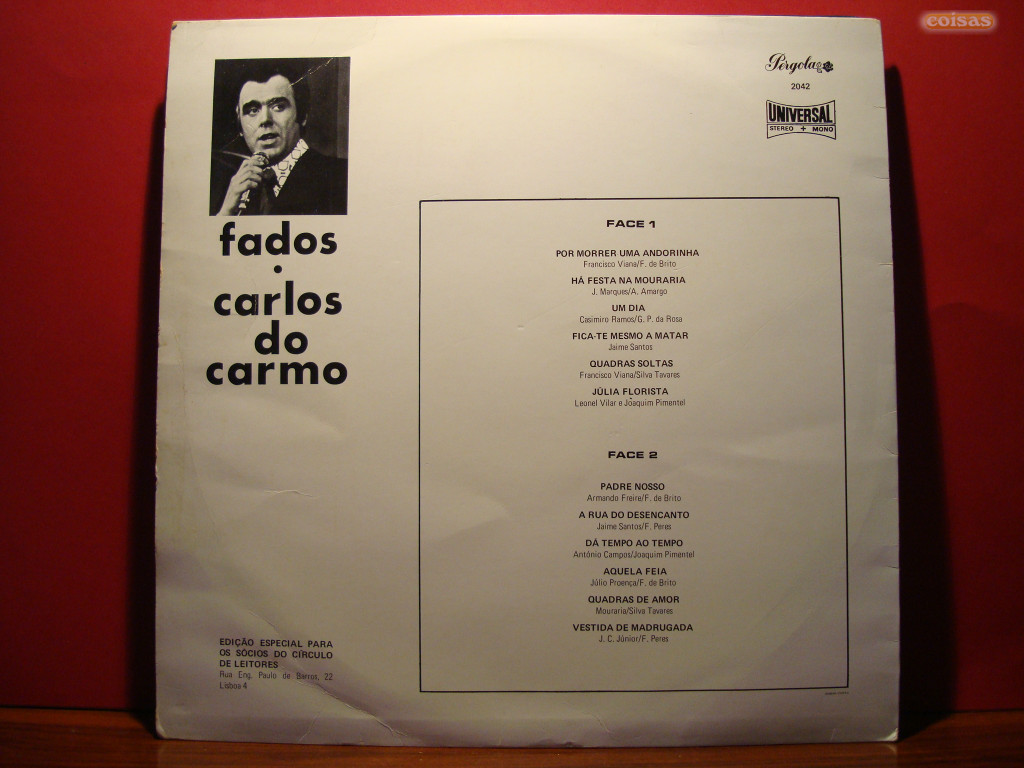 coisas
Pérgola
2042
UNIVERSAL
STEREO + MONO
fados
·
carlos
do
carmo
FACE 1
POR MORRER UMA ANDORINHA
Francisco Viana/F. de Brito
HÁ FESTA NA MOURARIA
J. Marques/A. Amargo
UM DIA
Casimiro Ramos/G. P. da Rosa
FICA-TE MESMO A MATAR
Jaime Santos
QUADRAS SOLTAS
Francisco Viana/Silva Tavares
JÚLIA FLORISTA
Leonel Vilar e Joaquim Pimentel
FACE 2
PADRE NOSSO
Armando Freire/F. de Brito
A RUA DO DESENCANTO
Jaime Santos/F. Peres
DÁ TEMPO AO TEMPO
António Campos/Joaquim Pimentel
AQUELA FEIA
Júlio Proença/F. de Brito
QUADRAS DE AMOR
Mouraria/Silva Tavares
VESTIDA DE MADRUGADA
J. C. Júnior/F. Peres
EDIÇÃO ESPECIAL PARA
OS SÓCIOS DO CÍRCULO
DE LEITORES
Rua Eng. Paulo de Barros, 22
Lisboa 4